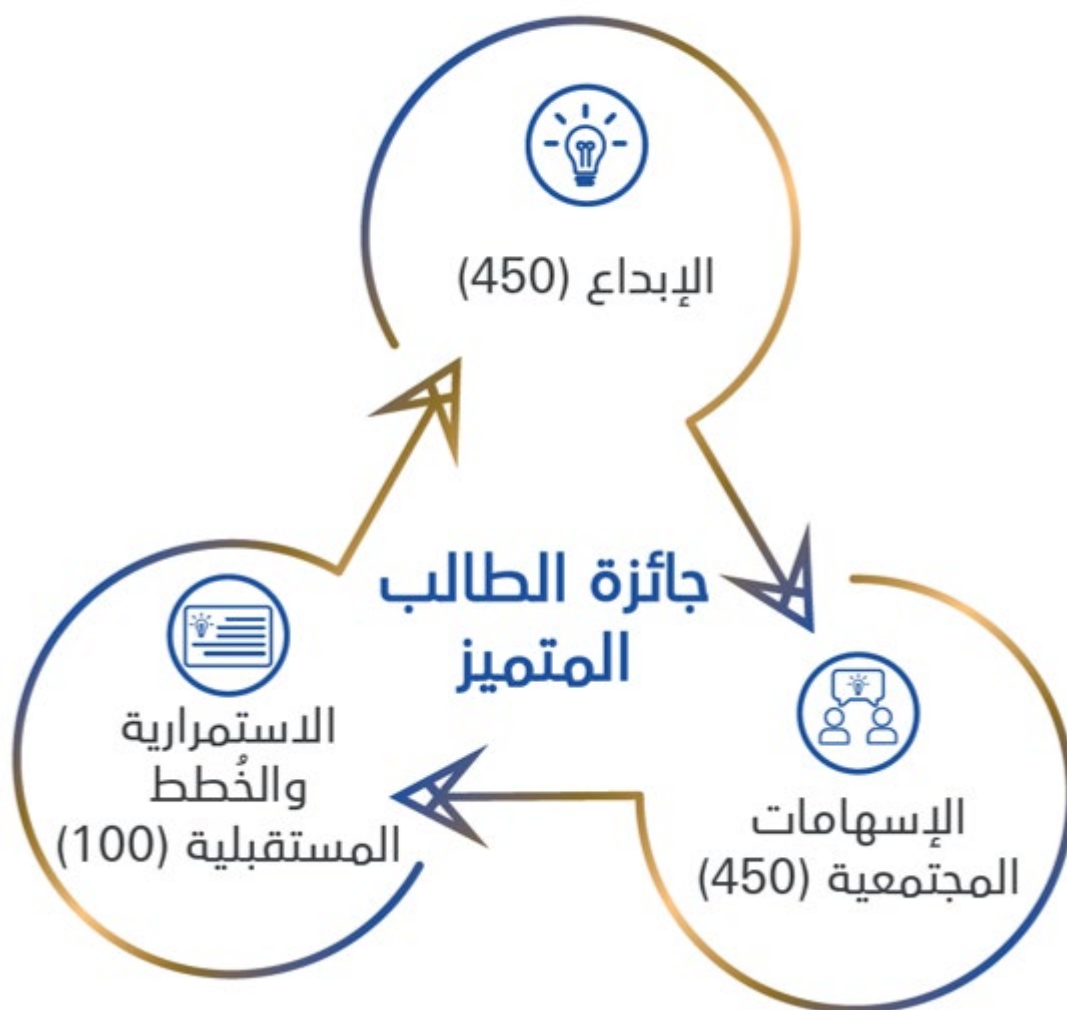 الإبداع (450)
جائزة الطالب
المتميز
الإسهامات
المجتمعية (450)
الاستمرارية
والخُطط
المستقبلية (100)